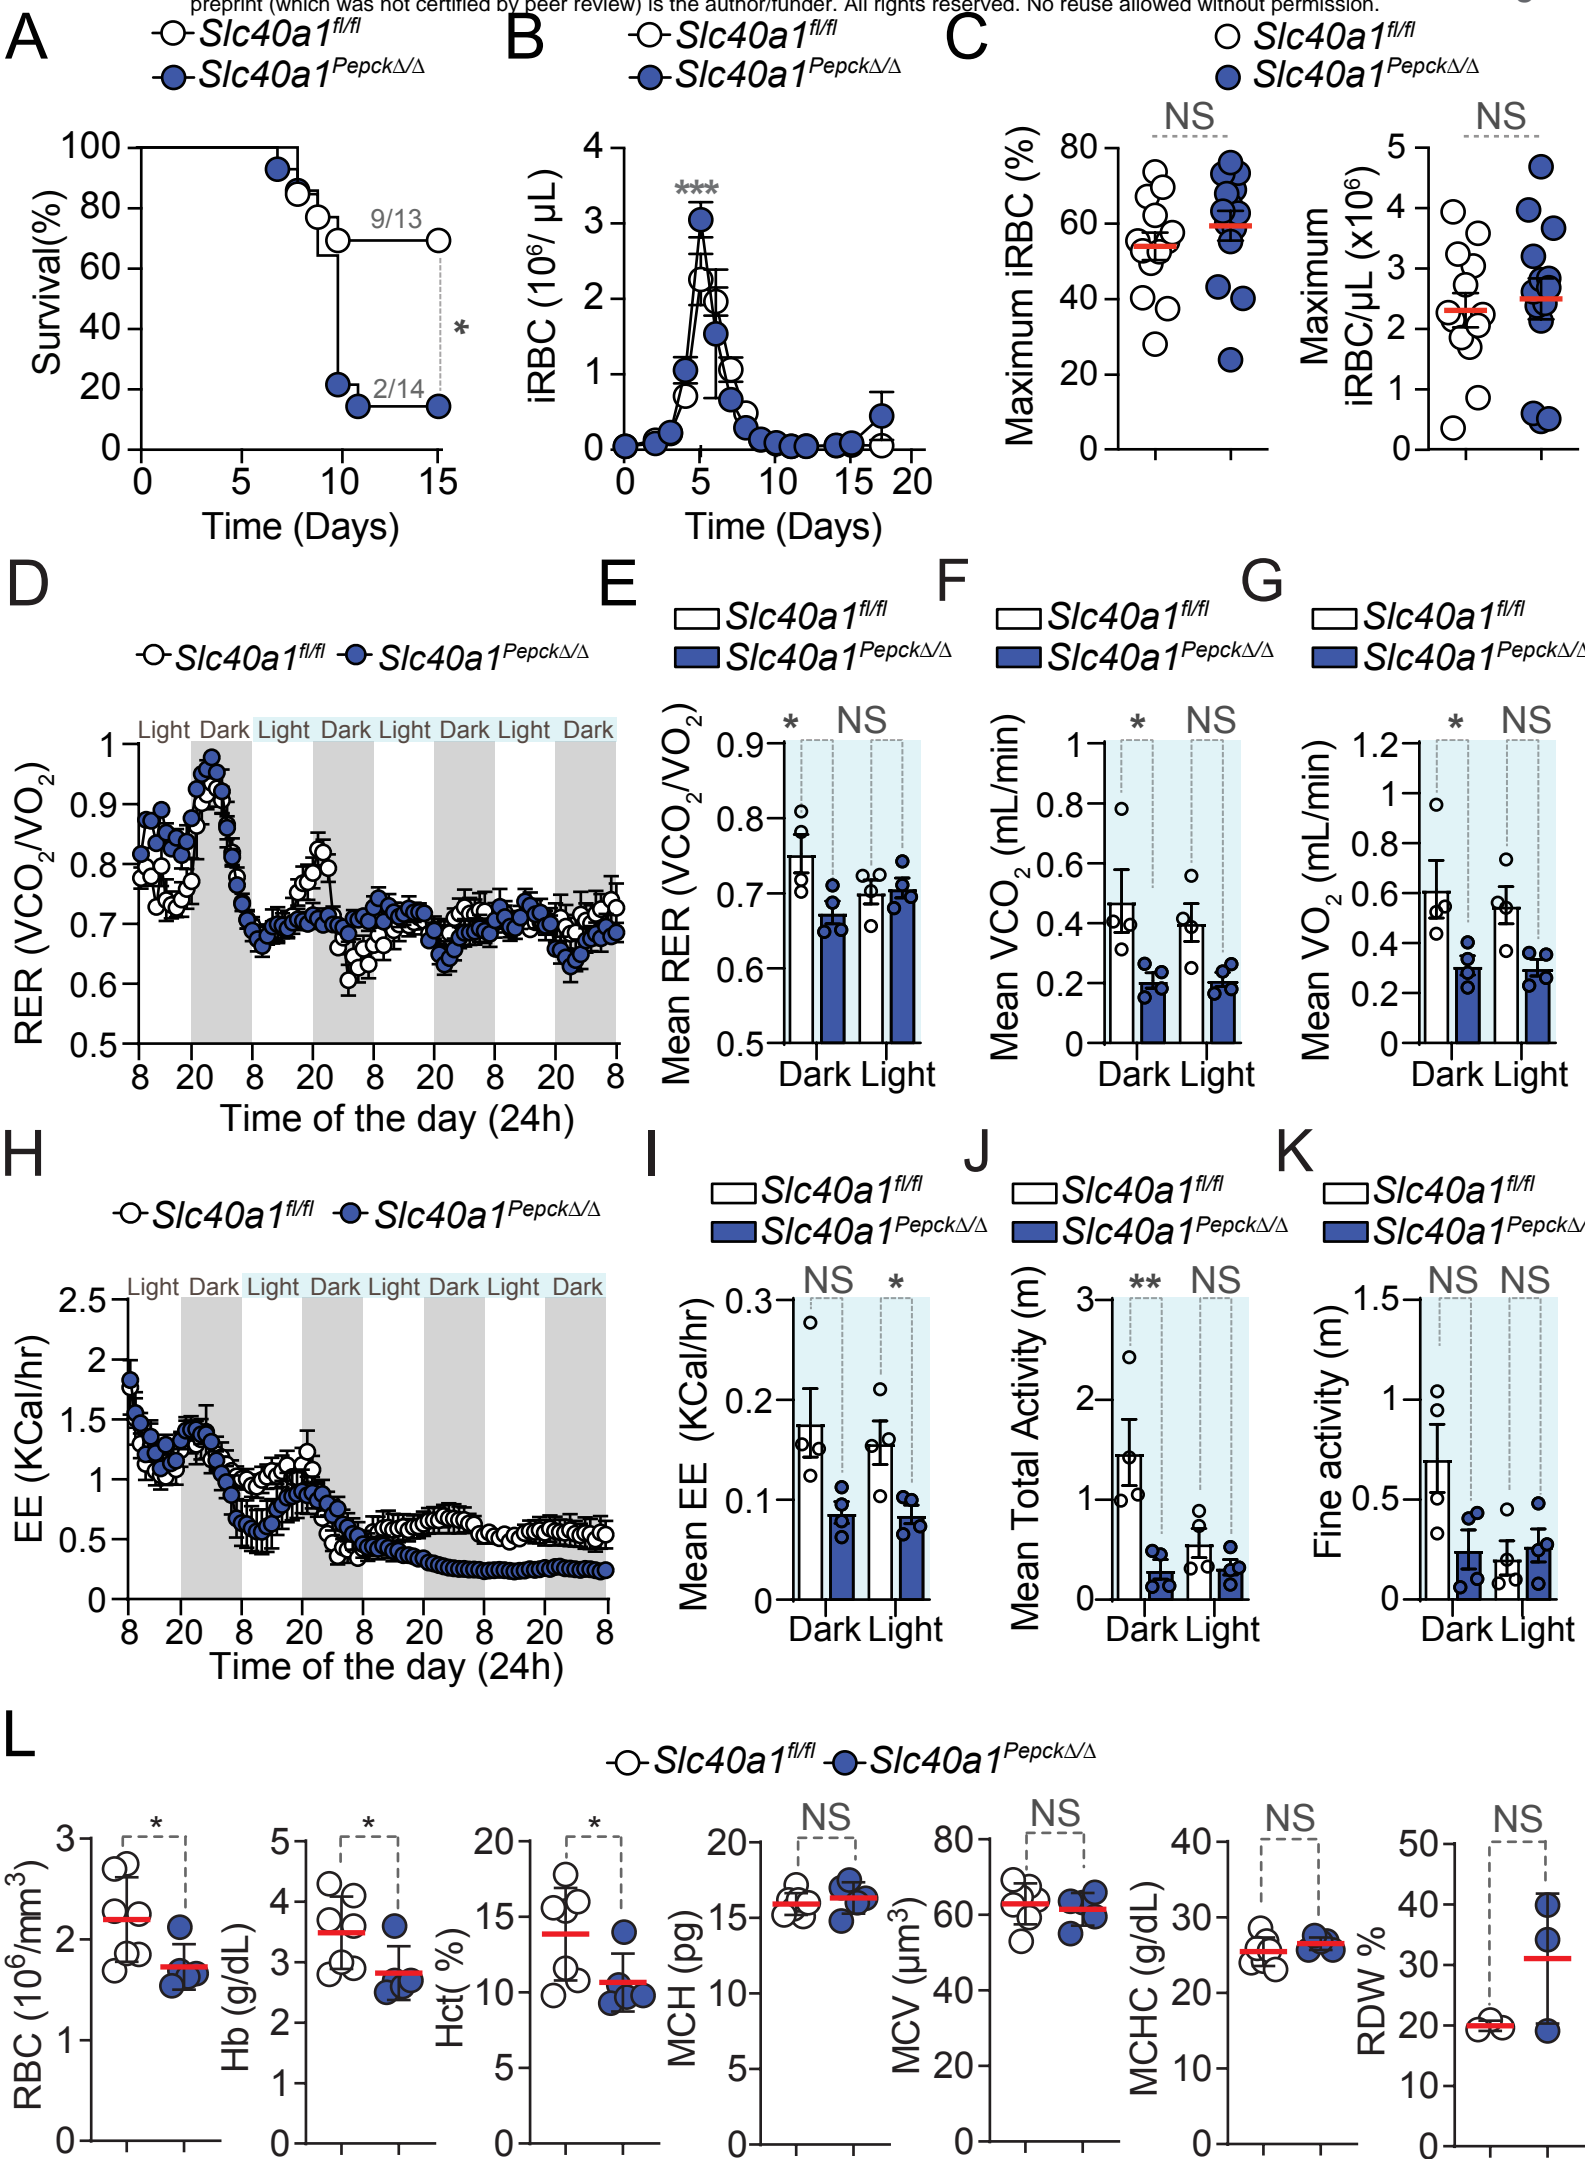 preprint (which was not certified by peer review) is the author/funder. All rights reserved. No reuse allowed without permission.
A
Slc40a1fl/fl
Slc40a1PepckΔ/Δ
Survival(%)
100
80
60
40
20
0
9/13
2/14
*
0 5 10 15
Time (Days)
B
Slc40a1fl/fl
Slc40a1PepckΔ/Δ
iRBC (10^6/ µL)
4
3
2
1
0
***
0 5 10 15 20
Time (Days)
C
Slc40a1fl/fl
Slc40a1PepckΔ/Δ
NS
Maximum iRBC (%)
80
60
40
20
0
NS
Maximum
iRBC/µL (x10^6)
5
4
3
2
1
0
D
Slc40a1fl/fl Slc40a1PepckΔ/Δ
Light Dark Light Dark Light Dark Light Dark
RER (VCO2/VO2)
1
0.9
0.8
0.7
0.6
0.5
8 20 8 20 8 20 8 20 8
Time of the day (24h)
E
Slc40a1fl/fl
Slc40a1PepckΔ/Δ
* NS
Mean RER (VCO2/VO2)
0.9
0.8
0.7
0.6
0.5
Dark Light
F
Slc40a1fl/fl
Slc40a1PepckΔ/Δ
* NS
Mean VCO2 (mL/min)
1
0.8
0.6
0.4
0.2
0
Dark Light
G
Slc40a1fl/fl
Slc40a1PepckΔ/
* NS
Mean VO2 (mL/min)
1.2
1
0.8
0.6
0.4
0.2
0
Dark Light
H
Slc40a1fl/fl Slc40a1PepckΔ/Δ
Light Dark Light Dark Light Dark Light Dark
EE (KCal/hr)
2.5
2
1.5
1
0.5
0
8 20 8 20 8 20 8 20 8
Time of the day (24h)
I
Slc40a1fl/fl
Slc40a1PepckΔ/Δ
NS *
Mean EE (KCal/hr)
0.3
0.2
0.1
0
Dark Light
J
Slc40a1fl/fl
Slc40a1PepckΔ/Δ
** NS
Mean Total Activity (m)
3
2
1
0
Dark Light
K
Slc40a1fl/fl
Slc40a1PepckΔ/
NS NS
Fine activity (m)
1.5
1
0.5
0
Dark Light
L
Slc40a1fl/fl Slc40a1PepckΔ/Δ
*
RBC (10^6/mm^3)
3
2
1
0
*
Hb (g/dL)
5
4
3
2
1
0
*
Hct( %)
20
15
10
5
0
NS
MCH (pg)
20
15
10
5
0
NS
MCV (µm^3)
80
60
40
20
0
NS
MCHC (g/dL)
40
30
20
10
0
NS
RDW %
50
40
30
20
10
0